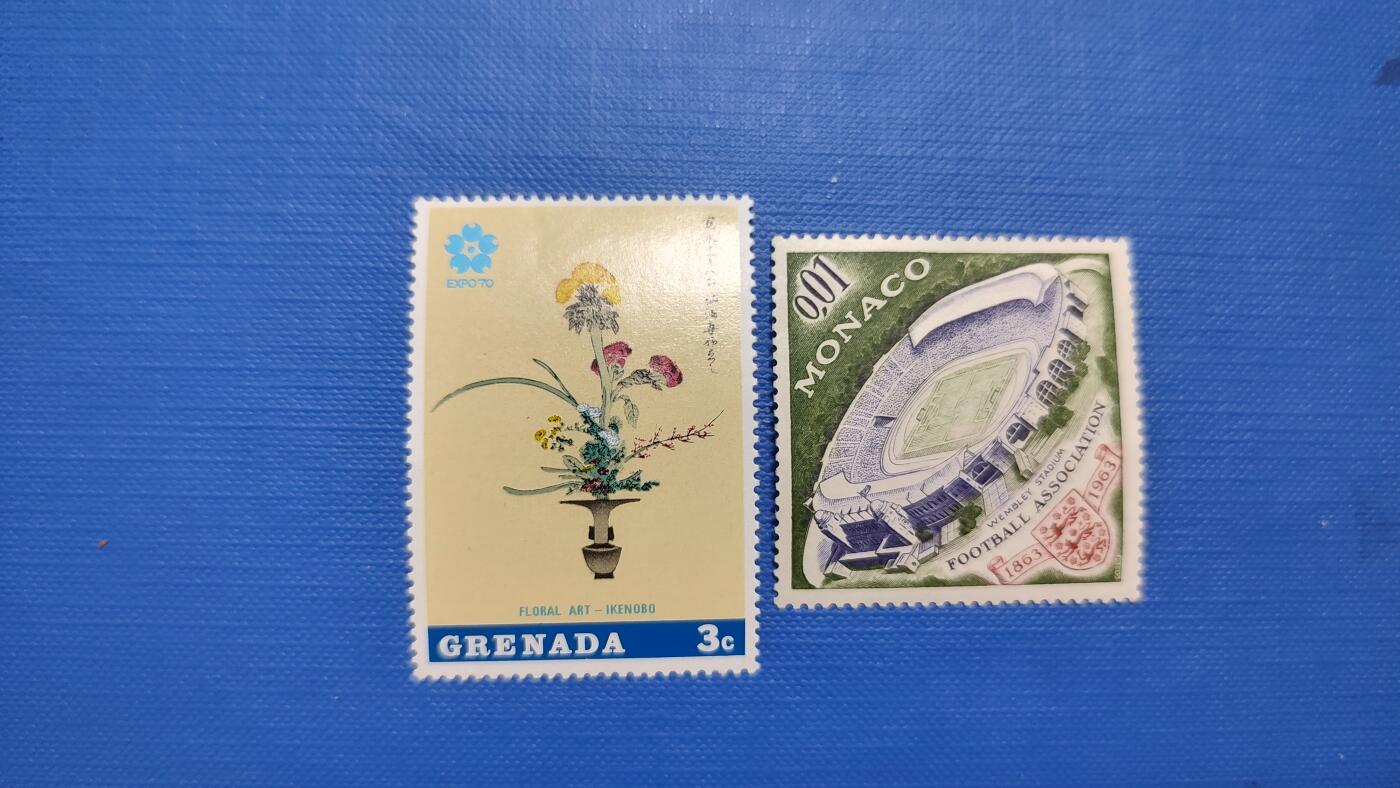 EXPO'70
FLORAL ART – IKENOBO
GRENADA 3c
0,01
MONACO
WEMBLEY STADIUM
FOOTBALL ASSOCIATION
1863 1963